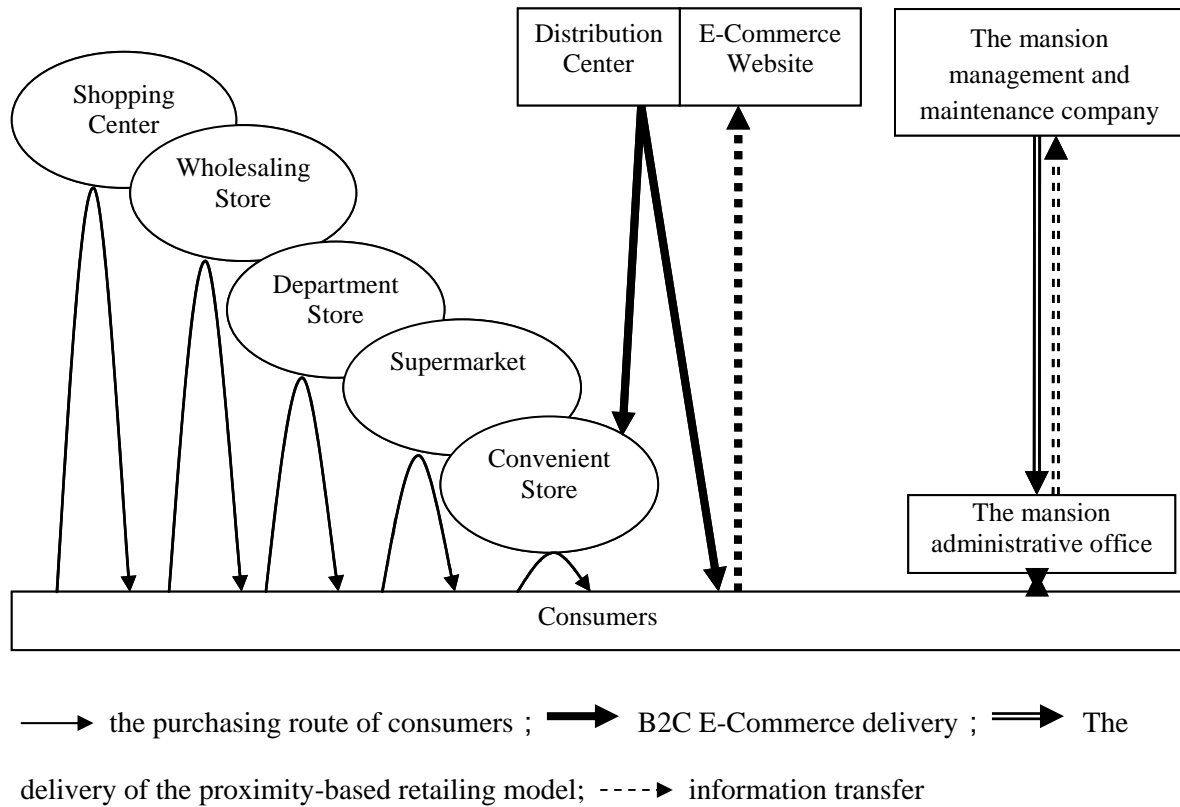 Shopping
Center
Wholesaling
Store
Department
Store
Supermarket
Convenient
Store
Distribution
Center
E-Commerce
Website
The mansion
management and
maintenance company
The mansion
administrative office
Consumers
the purchasing route of consumers ; B2C E-Commerce delivery ; The
delivery of the proximity-based retailing model; information transfer